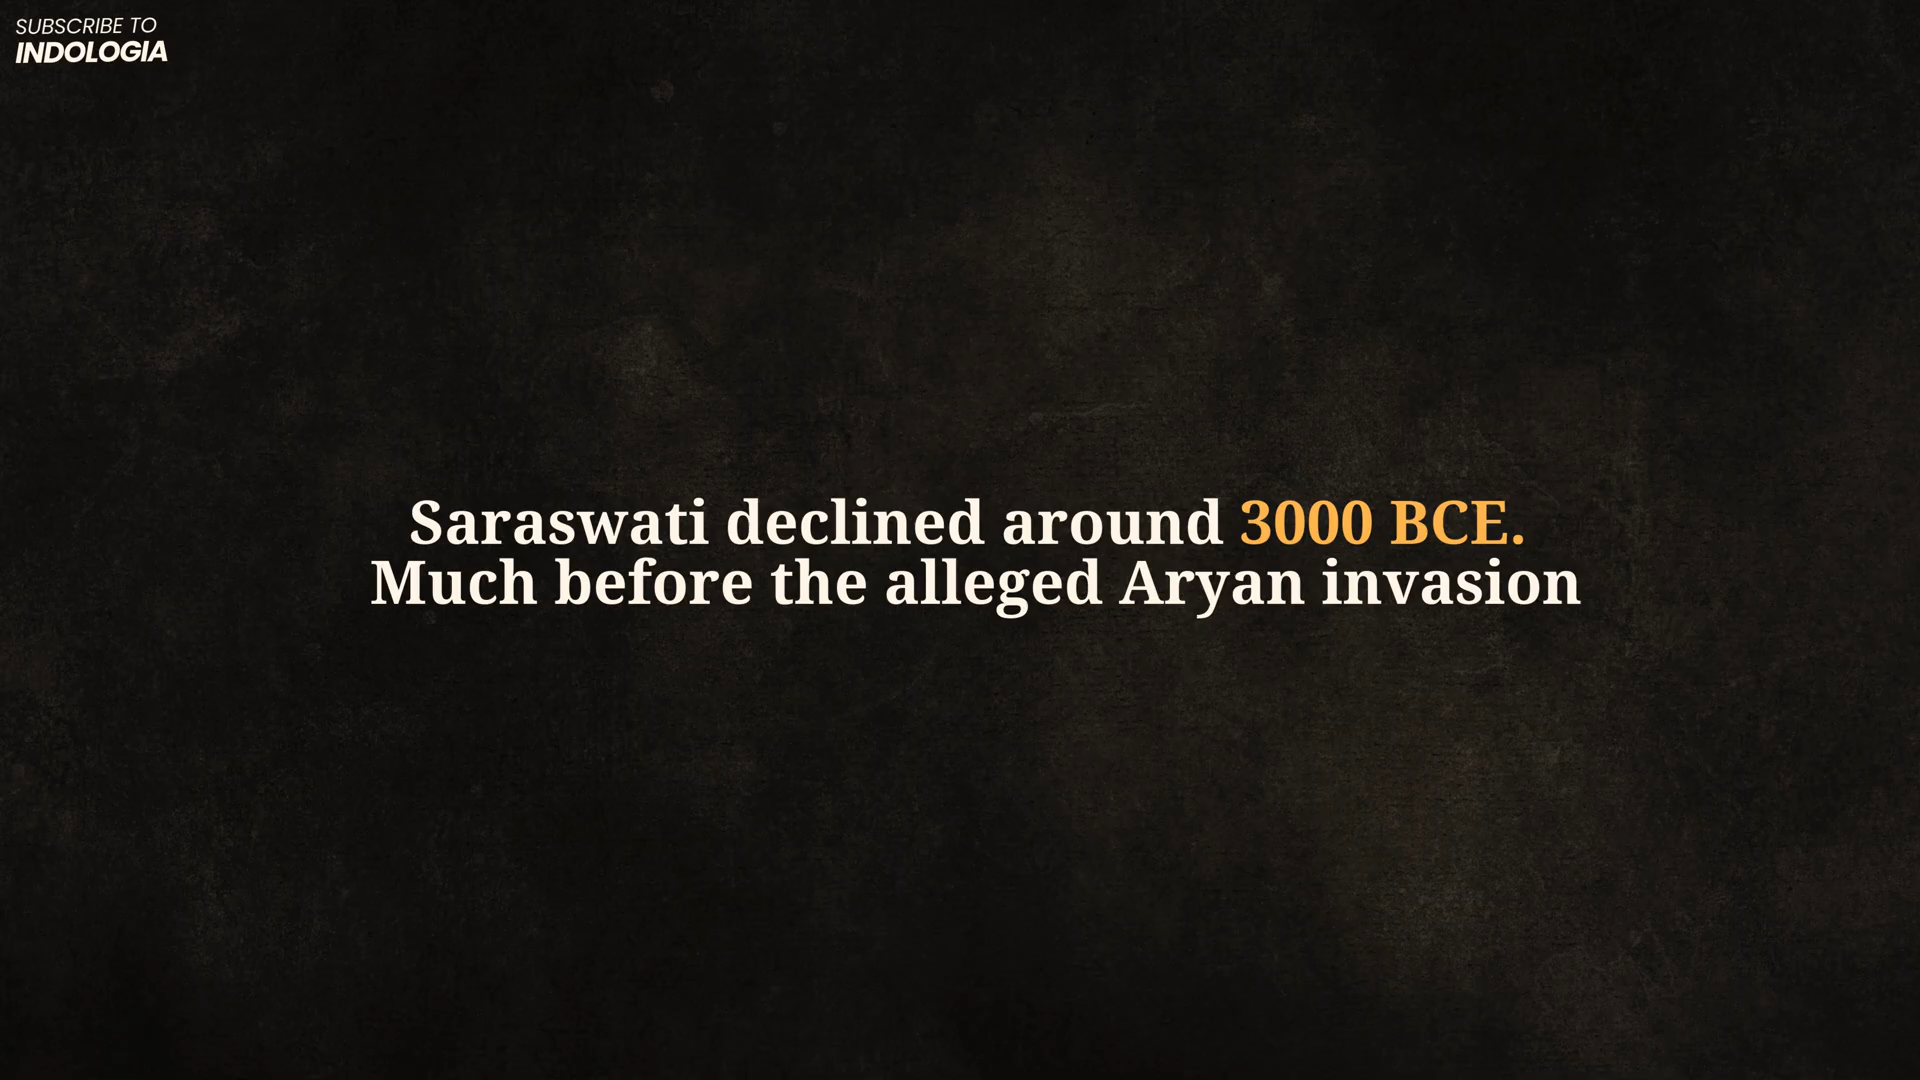 SUBSCRIBE TO
INDOLOGIA
Saraswati declined around 3000 BCE.
Much before the alleged Aryan invasion